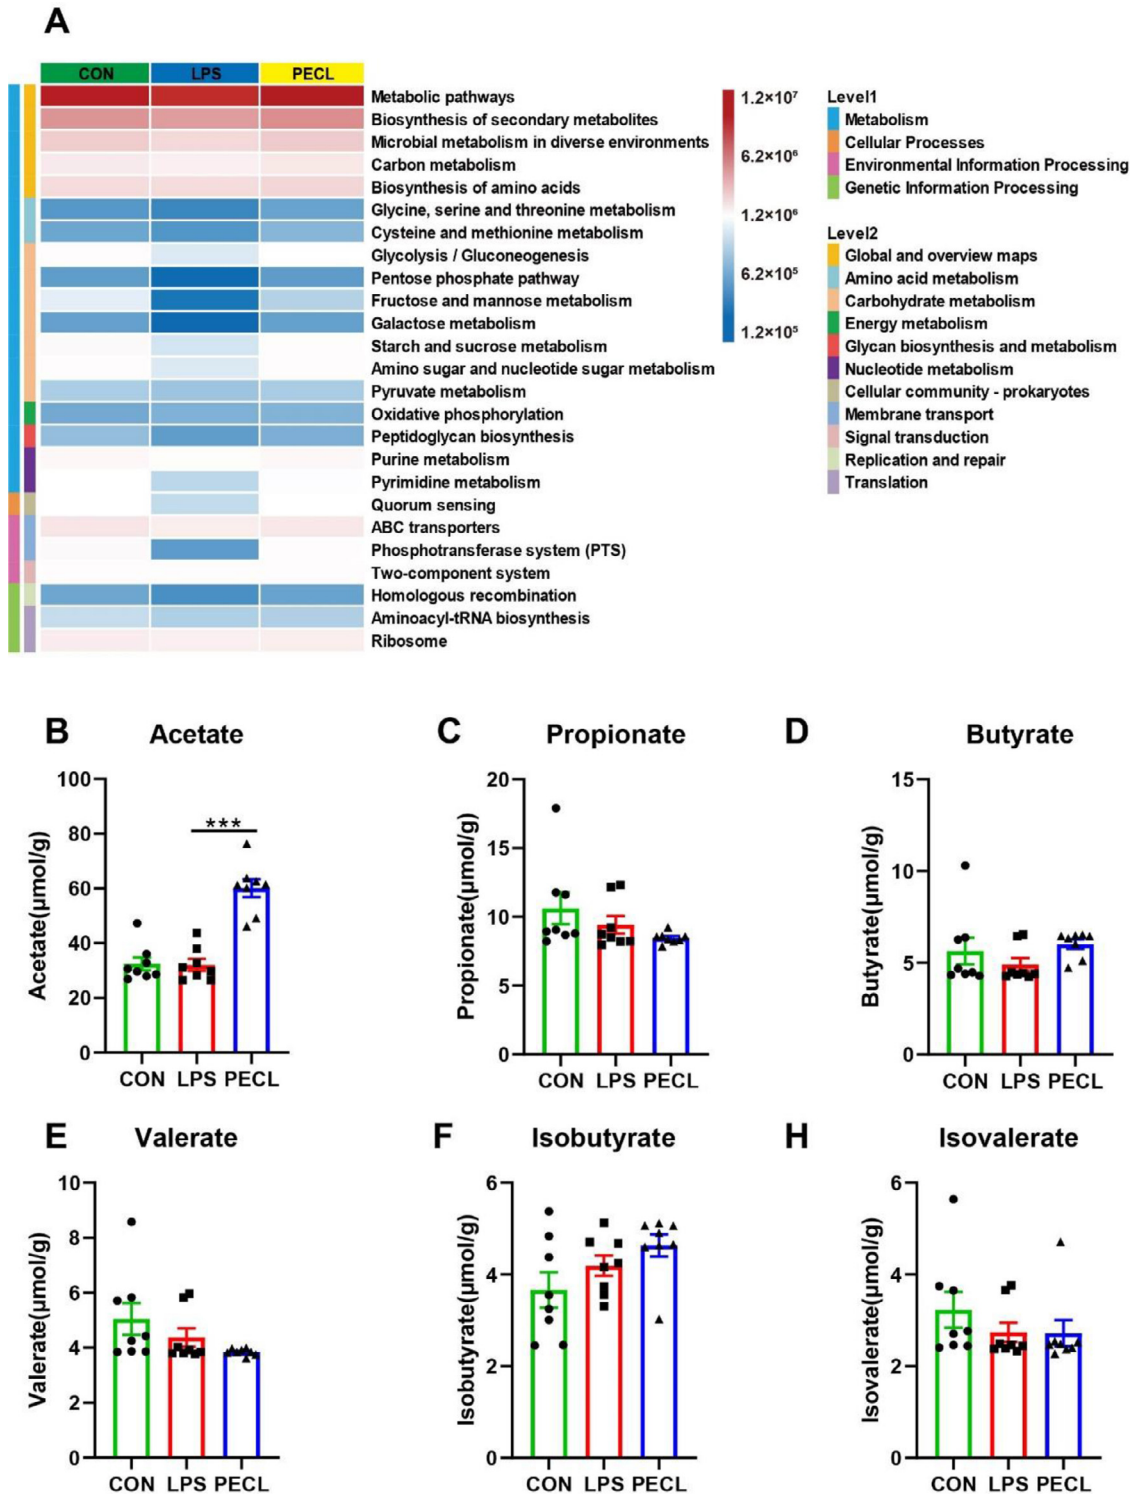 A
CON LPS PECL
Metabolic pathways
Biosynthesis of secondary metabolites
Microbial metabolism in diverse environments
Carbon metabolism
Biosynthesis of amino acids
Glycine, serine and threonine metabolism
Cysteine and methionine metabolism
Glycolysis / Gluconeogenesis
Pentose phosphate pathway
Fructose and mannose metabolism
Galactose metabolism
Starch and sucrose metabolism
Amino sugar and nucleotide sugar metabolism
Pyruvate metabolism
Oxidative phosphorylation
Peptidoglycan biosynthesis
Purine metabolism
Pyrimidine metabolism
Quorum sensing
ABC transporters
Phosphotransferase system (PTS)
Two-component system
Homologous recombination
Aminoacyl-tRNA biosynthesis
Ribosome
1.2×10⁷
6.2×10⁶
1.2×10⁶
6.2×10⁵
1.2×10⁵
Level1
Metabolism
Cellular Processes
Environmental Information Processing
Genetic Information Processing
Level2
Global and overview maps
Amino acid metabolism
Carbohydrate metabolism
Energy metabolism
Glycan biosynthesis and metabolism
Nucleotide metabolism
Cellular community - prokaryotes
Membrane transport
Signal transduction
Replication and repair
Translation
B Acetate
Acetate(μmol/g)
100
80
60
40
20
0
***
CON LPS PECL
C Propionate
Propionate(μmol/g)
20
15
10
5
0
CON LPS PECL
D Butyrate
Butyrate(μmol/g)
15
10
5
0
CON LPS PECL
E Valerate
Valerate(μmol/g)
10
8
6
4
2
0
CON LPS PECL
F Isobutyrate
Isobutyrate(μmol/g)
6
4
2
0
CON LPS PECL
H Isovalerate
Isovalerate(μmol/g)
6
4
2
0
CON LPS PECL